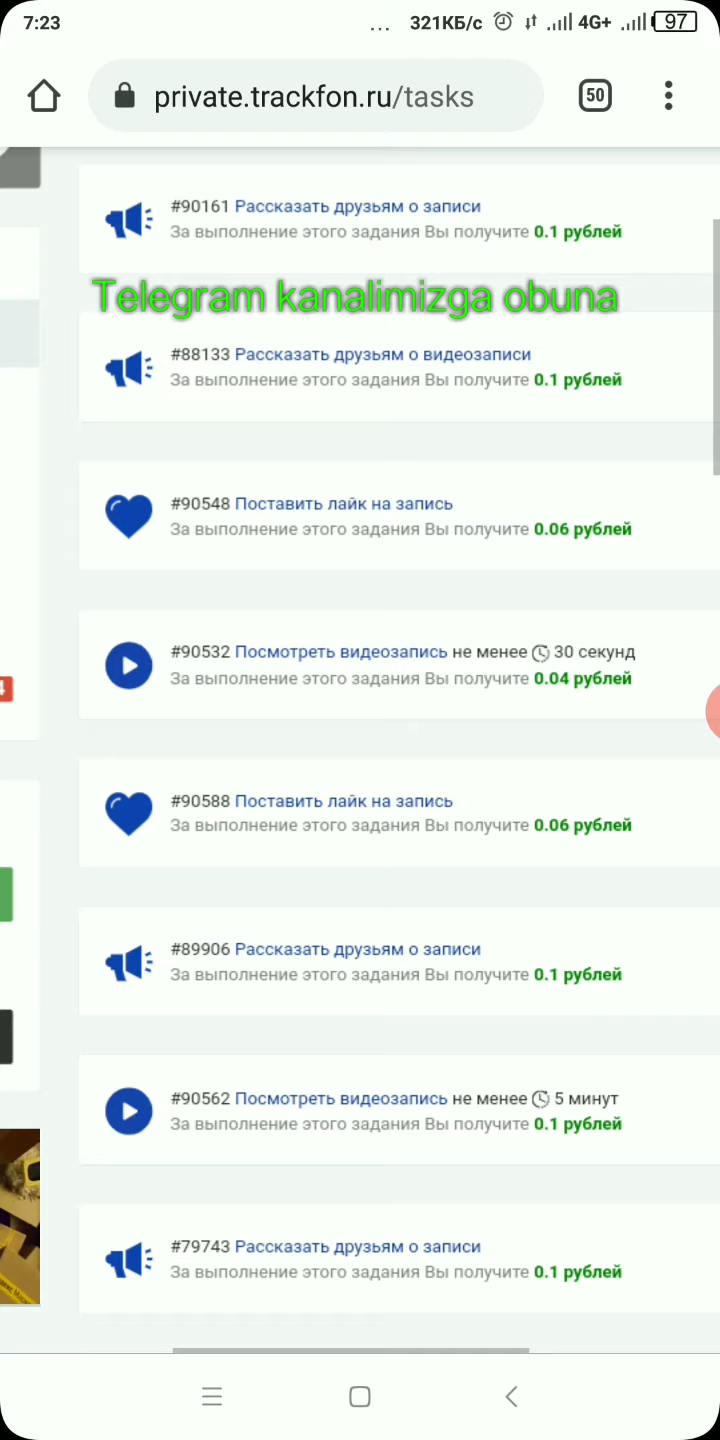 7:23
... 321КБ/с 4G+ 97
private.trackfon.ru/tasks
50
#90161 Рассказать друзьям о записи
За выполнение этого задания Вы получите 0.1 рублей
Telegram kanalimizga obuna
#88133 Рассказать друзьям о видеозаписи
За выполнение этого задания Вы получите 0.1 рублей
#90548 Поставить лайк на запись
За выполнение этого задания Вы получите 0.06 рублей
#90532 Посмотреть видеозапись не менее 30 секунд
За выполнение этого задания Вы получите 0.04 рублей
4
#90588 Поставить лайк на запись
За выполнение этого задания Вы получите 0.06 рублей
#89906 Рассказать друзьям о записи
За выполнение этого задания Вы получите 0.1 рублей
#90562 Посмотреть видеозапись не менее 5 минут
За выполнение этого задания Вы получите 0.1 рублей
#79743 Рассказать друзьям о записи
За выполнение этого задания Вы получите 0.1 рублей